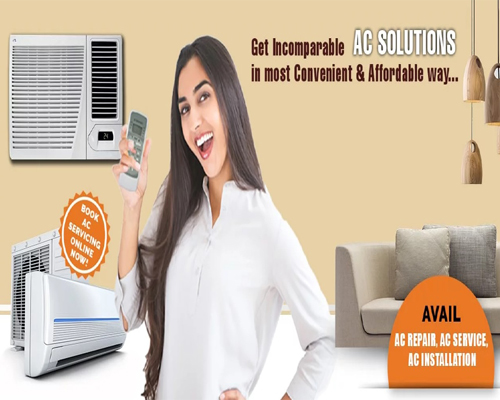 Get Incomparable AC SOLUTIONS
in most Convenient & Affordable way...
24
BOOK
AC
SERVICING
ONLINE
NOW!
AVAIL
AC REPAIR, AC SERVICE,
AC INSTALLATION